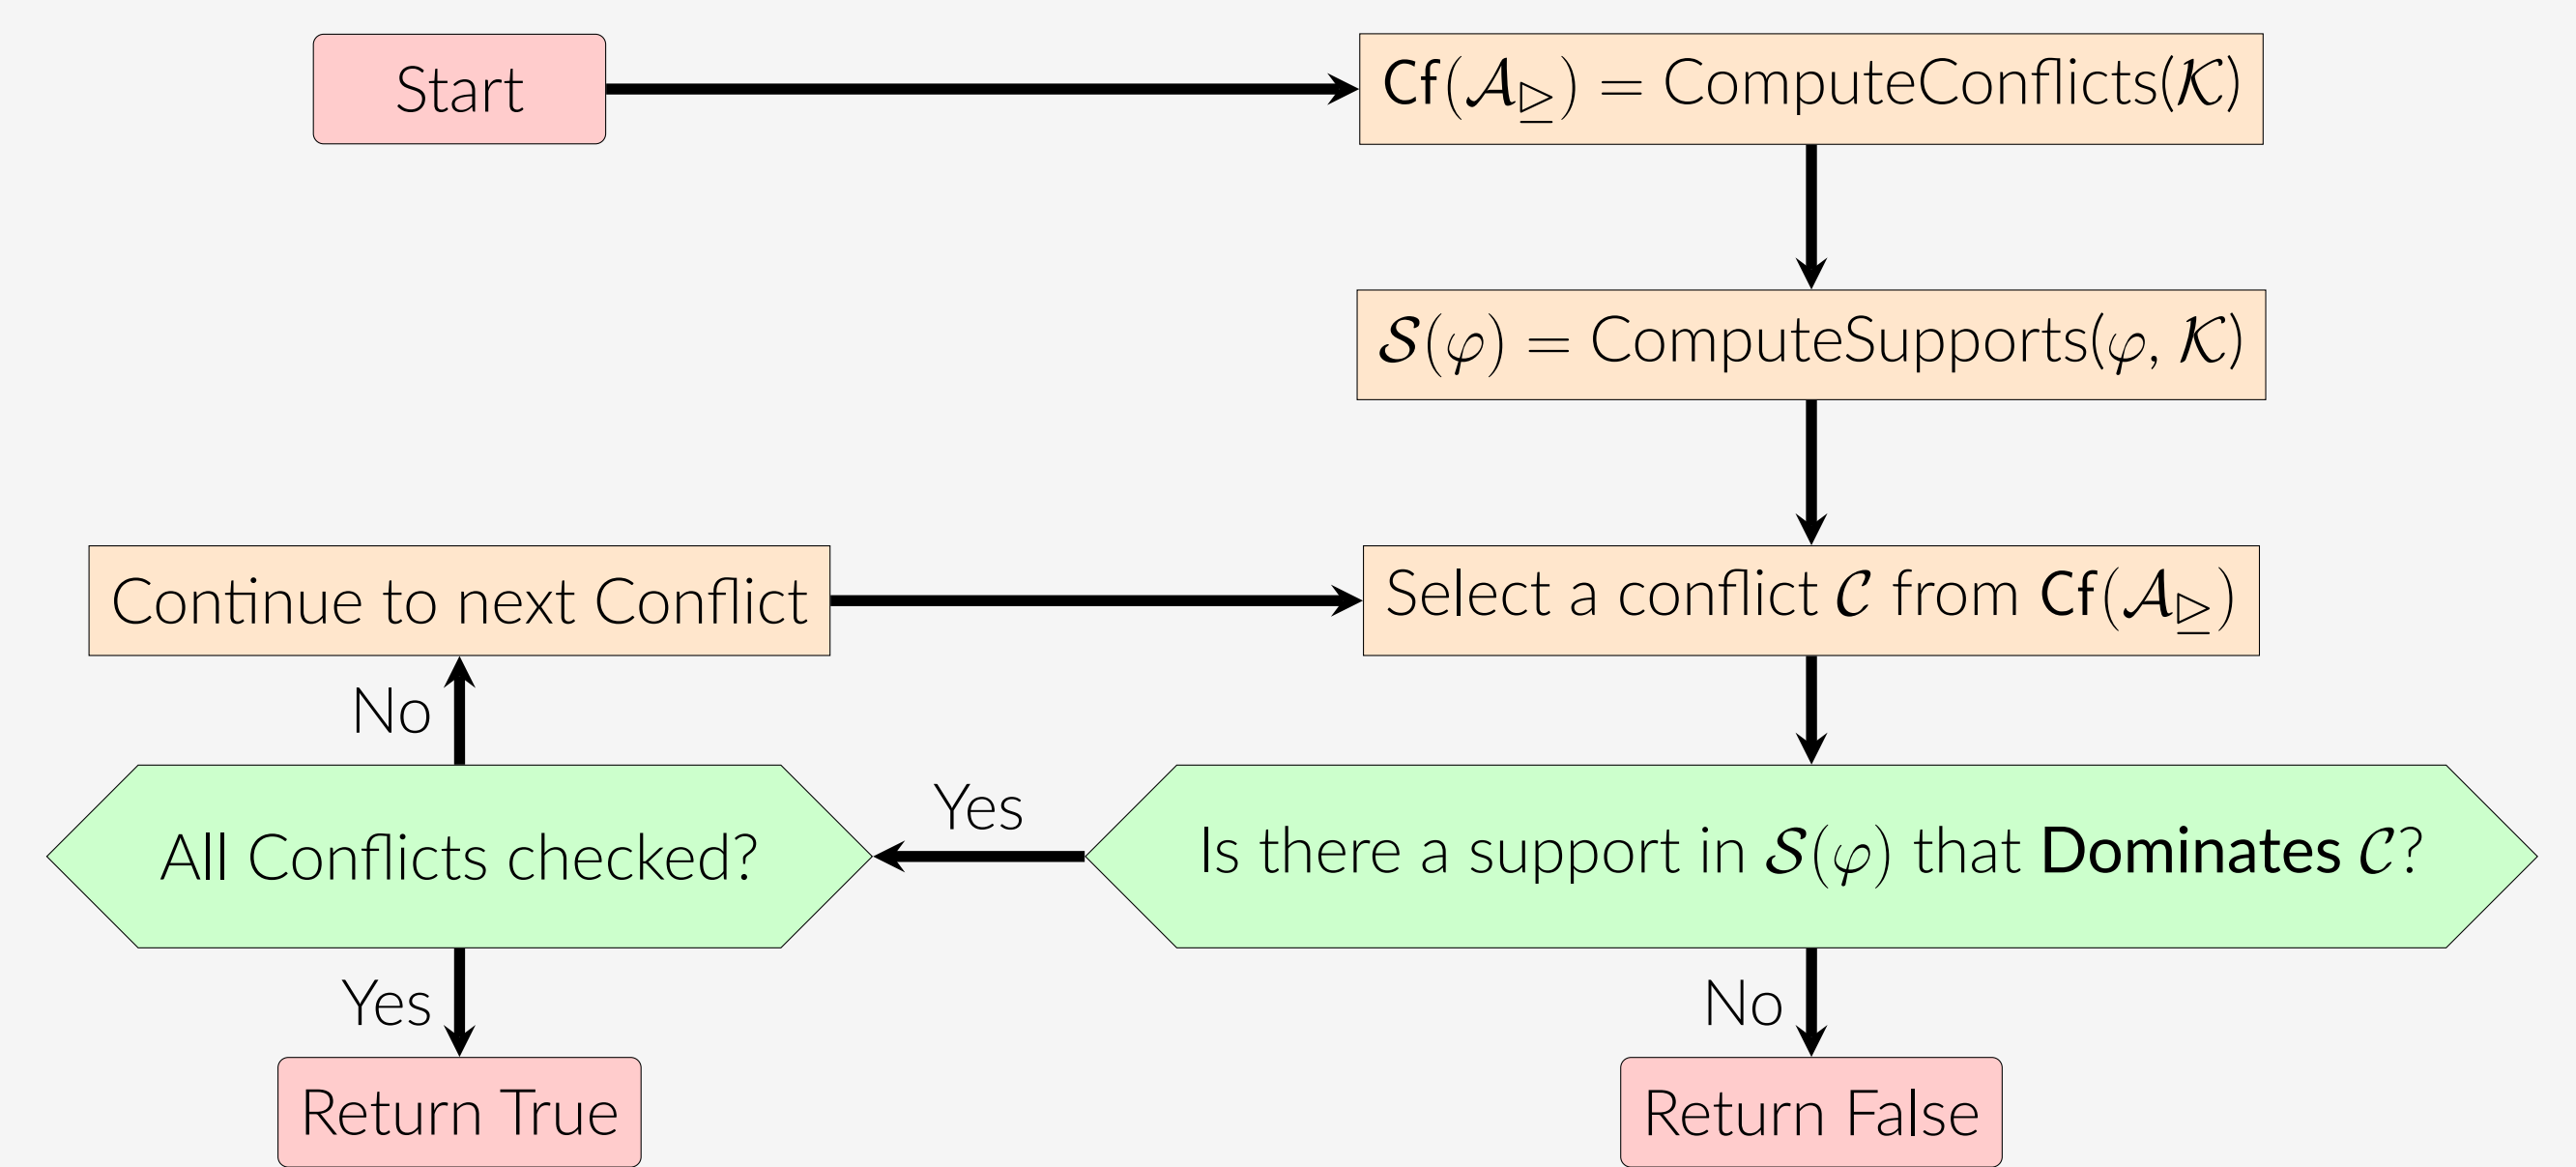 Start
Cf(𝒜⊵) = ComputeConflicts(𝒦)
𝒮(φ) = ComputeSupports(φ, 𝒦)
Continue to next Conflict
Select a conflict 𝒞 from Cf(𝒜⊵)
No
Yes
All Conflicts checked?
Is there a support in 𝒮(φ) that Dominates 𝒞?
Yes
No
Return True
Return False